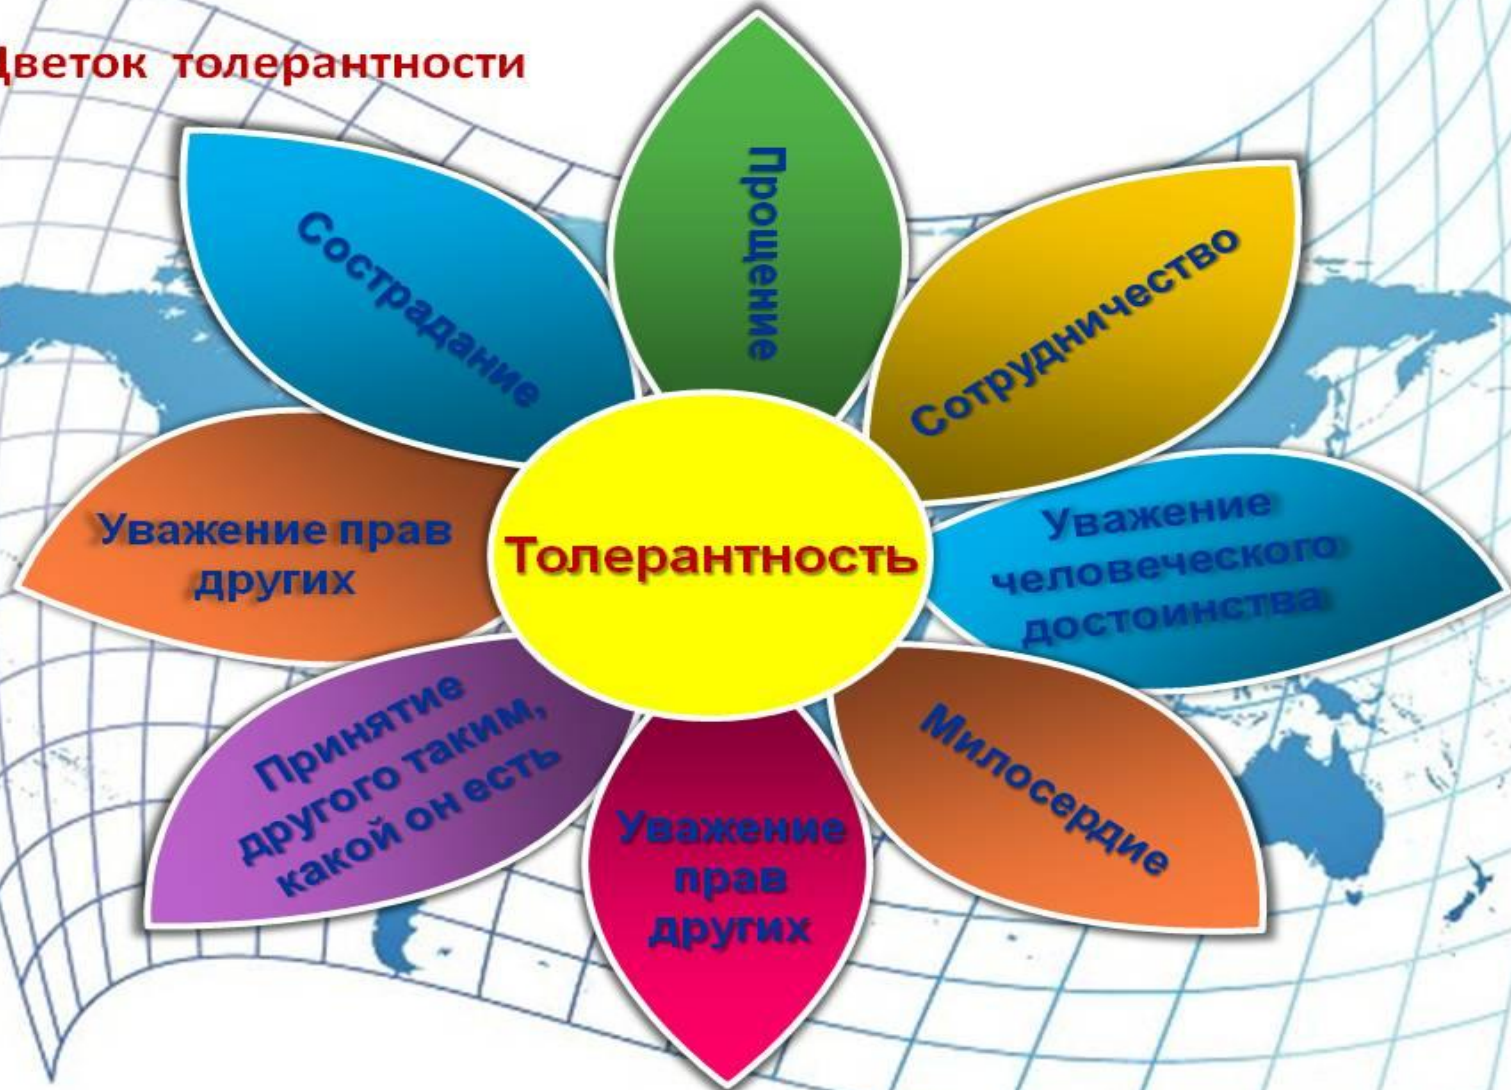 Цветок толерантности
Прощение
Сотрудничество
Уважение
человеческого
достоинства
Милосердие
Уважение
прав
других
Принятие
другого таким,
какой он есть
Уважение прав
других
Сострадание
Толерантность